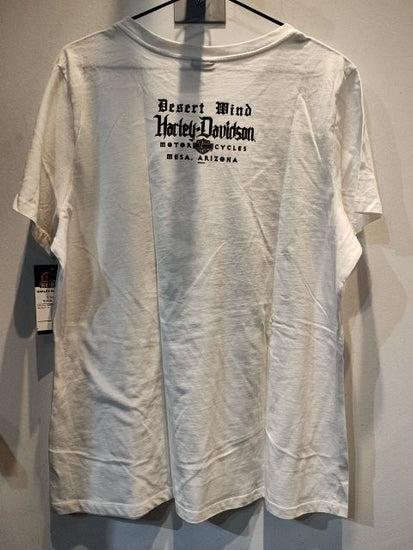 Desert Wind
Harley-Davidson
MOTOR CYCLES
MESA, ARIZONA